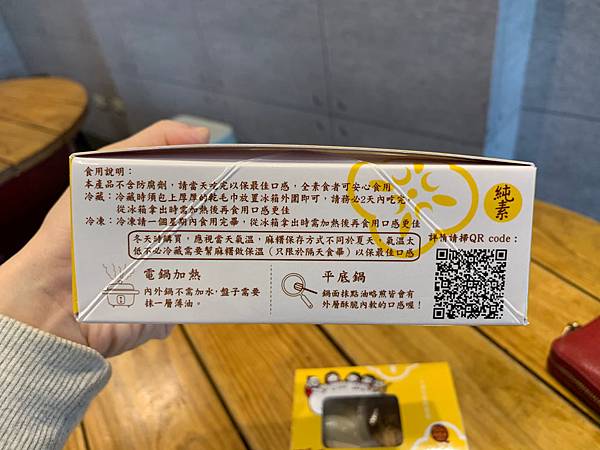 食用說明：
本產品不含防腐劑，請當天吃完以保最佳口感，全素食者可安心食用
冷藏：冷藏時須包上厚厚的乾毛巾放置冰箱外圍即可，請務必2天內吃完，
從冰箱拿出時需加熱後再食用口感更佳
冷凍：冷凍請一個星期內食用完畢，從冰箱拿出時需加熱後再食用口感更佳
冬天時購買，應視當天氣溫，麻糬保存方式不同於夏天，氣溫太
低不必冷藏需要幫麻糬做保溫（只限於隔天食畢）以保最佳口感
純素
詳情請掃QR code：
電鍋加熱
內外鍋不需加水，盤子需要
抹一層薄油。
平底鍋
鍋面抹點油略煎皆會有
外層酥脆內軟的口感喔！